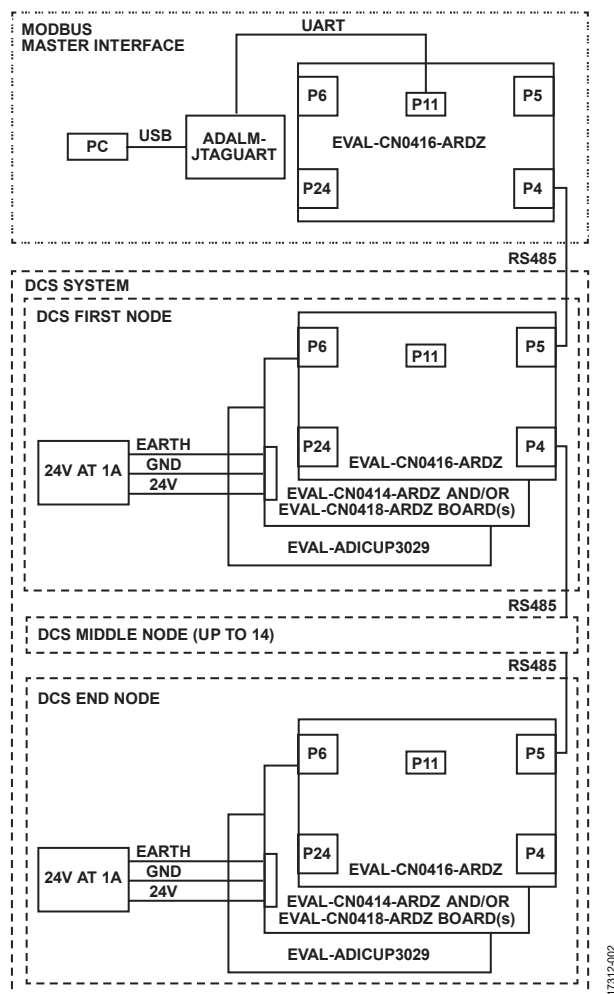 MODBUS
MASTER INTERFACE
UART
P6
P11
P5
PC
USB
ADALM-
JTAGUART
EVAL-CN0416-ARDZ
P24
P4
RS485
DCS SYSTEM
DCS FIRST NODE
P6
P11
P5
24V AT 1A
EARTH
GND
24V
P24
P4
EVAL-CN0416-ARDZ
EVAL-CN0414-ARDZ AND/OR
EVAL-CN0418-ARDZ BOARD(s)
EVAL-ADICUP3029
RS485
DCS MIDDLE NODE (UP TO 14)
RS485
DCS END NODE
P6
P11
P5
24V AT 1A
EARTH
GND
24V
P24
P4
EVAL-CN0416-ARDZ
EVAL-CN0414-ARDZ AND/OR
EVAL-CN0418-ARDZ BOARD(s)
EVAL-ADICUP3029
17312-002